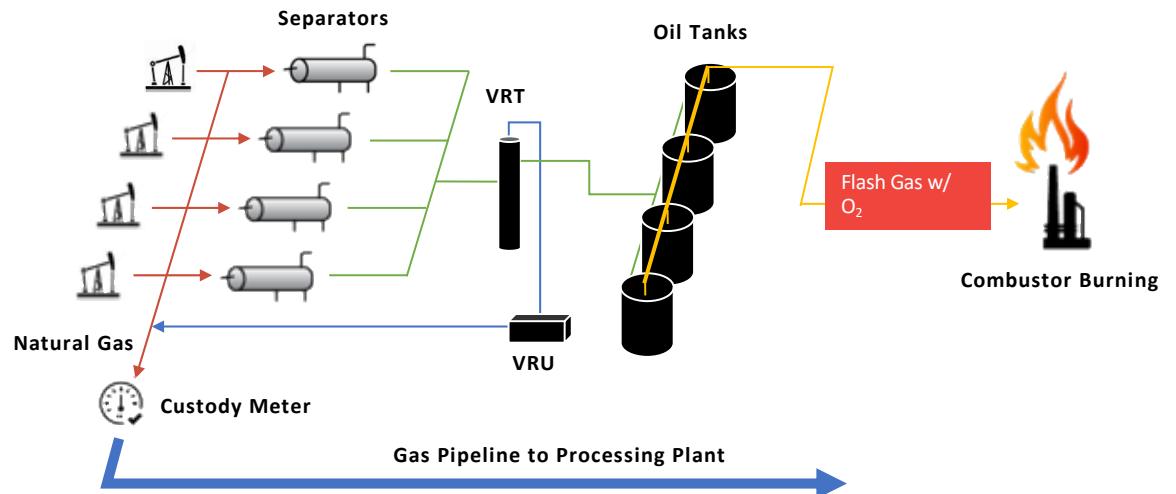 Separators
Oil Tanks
VRT
Flash Gas w/
O₂
Combustor Burning
Natural Gas
VRU
Custody Meter
Gas Pipeline to Processing Plant